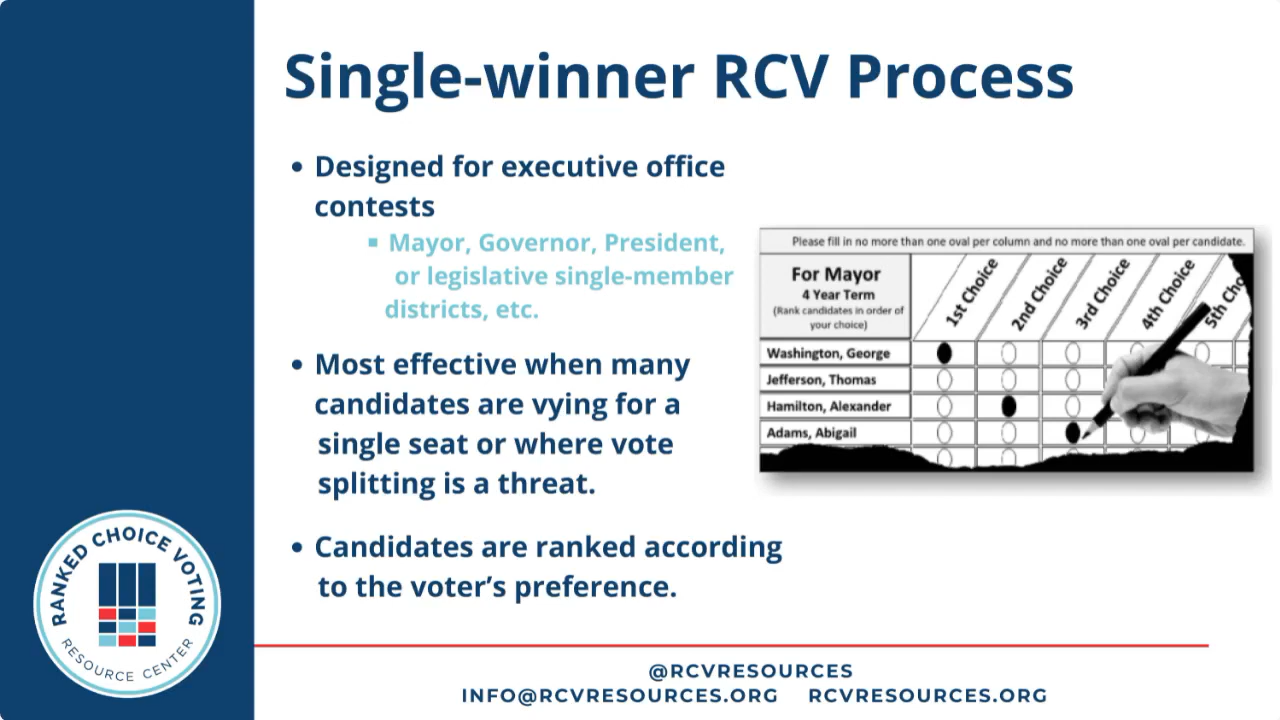 Single-winner RCV Process
• Designed for executive office
contests
▪ Mayor, Governor, President,
or legislative single-member
districts, etc.
• Most effective when many
candidates are vying for a
single seat or where vote
splitting is a threat.
• Candidates are ranked according
to the voter’s preference.
Please fill in no more than one oval per column and no more than one oval per candidate.
For Mayor
4 Year Term
(Rank candidates in order of
your choice)
1st Choice
2nd Choice
3rd Choice
4th Choice
5th Cho
Washington, George
Jefferson, Thomas
Hamilton, Alexander
Adams, Abigail
RANKED CHOICE VOTING
RESOURCE CENTER
@RCVRESOURCES
INFO@RCVRESOURCES.ORG RCVRESOURCES.ORG